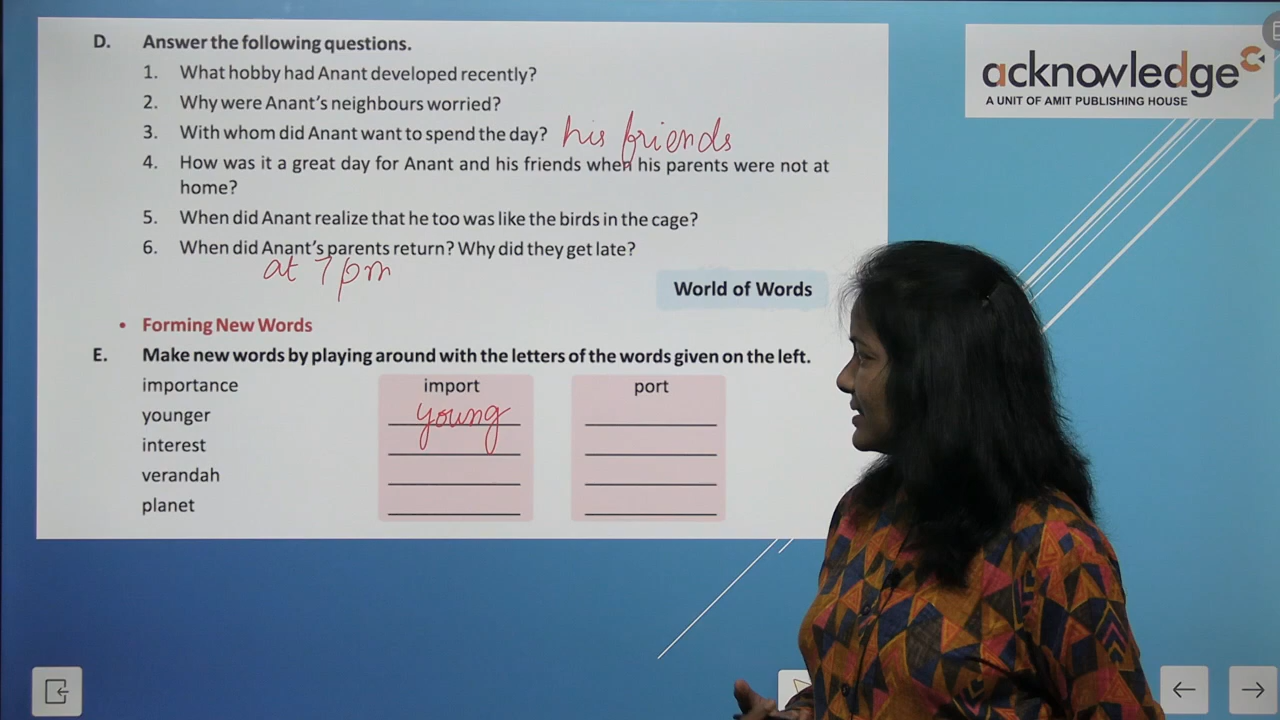 D. Answer the following questions.
1. What hobby had Anant developed recently?
2. Why were Anant's neighbours worried?
3. With whom did Anant want to spend the day? his friends
4. How was it a great day for Anant and his friends when his parents were not at
home?
5. When did Anant realize that he too was like the birds in the cage?
6. When did Anant's parents return? Why did they get late?
at 7 pm
World of Words
• Forming New Words
E. Make new words by playing around with the letters of the words given on the left.
importance import port
younger young
interest
verandah
planet
acknowledge
A UNIT OF AMIT PUBLISHING HOUSE